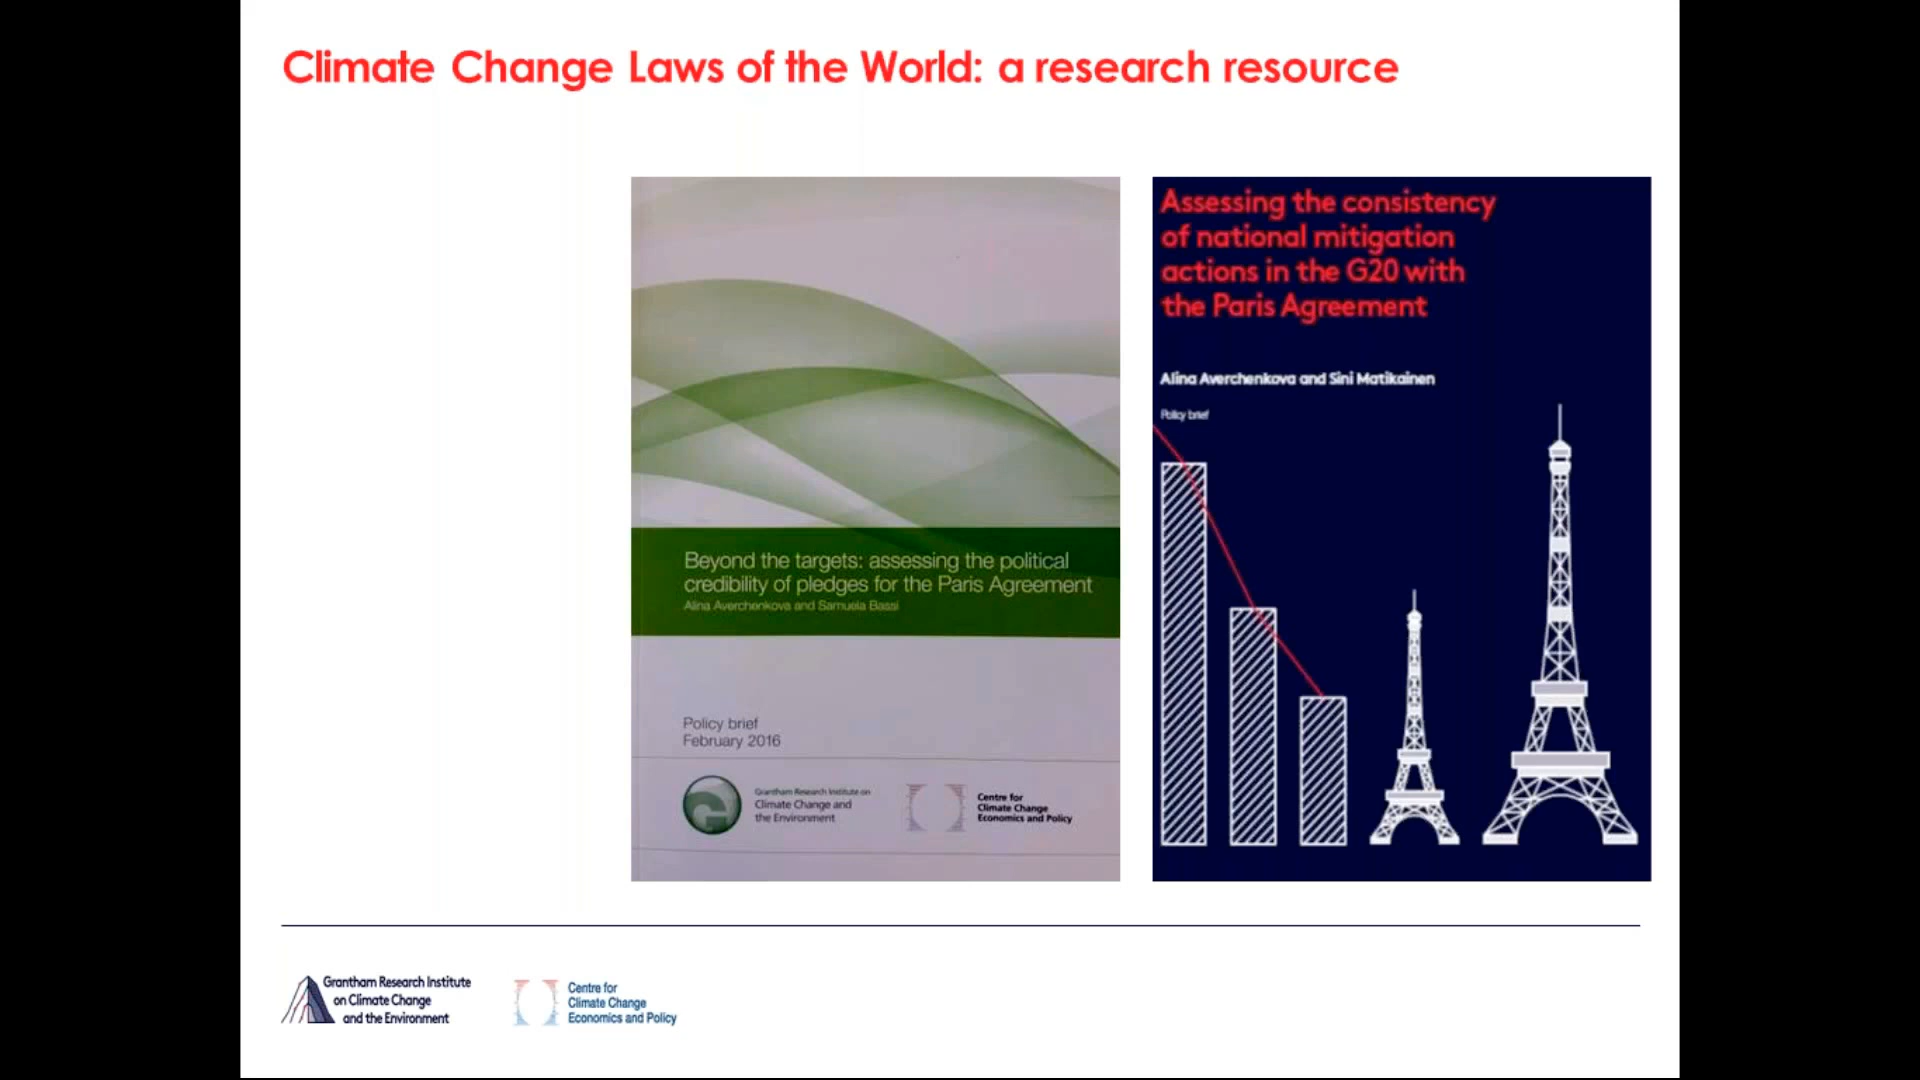 Climate Change Laws of the World: a research resource
Beyond the targets: assessing the political
credibility of pledges for the Paris Agreement
Alina Averchenkova and Samuela Bassi
Policy brief
February 2016
Grantham Research Institute on
Climate Change and
the Environment
Centre for
Climate Change
Economics and Policy
Assessing the consistency
of national mitigation
actions in the G20 with
the Paris Agreement
Alina Averchenkova and Sini Matikainen
Policy brief
Grantham Research Institute
on Climate Change
and the Environment
Centre for
Climate Change
Economics and Policy